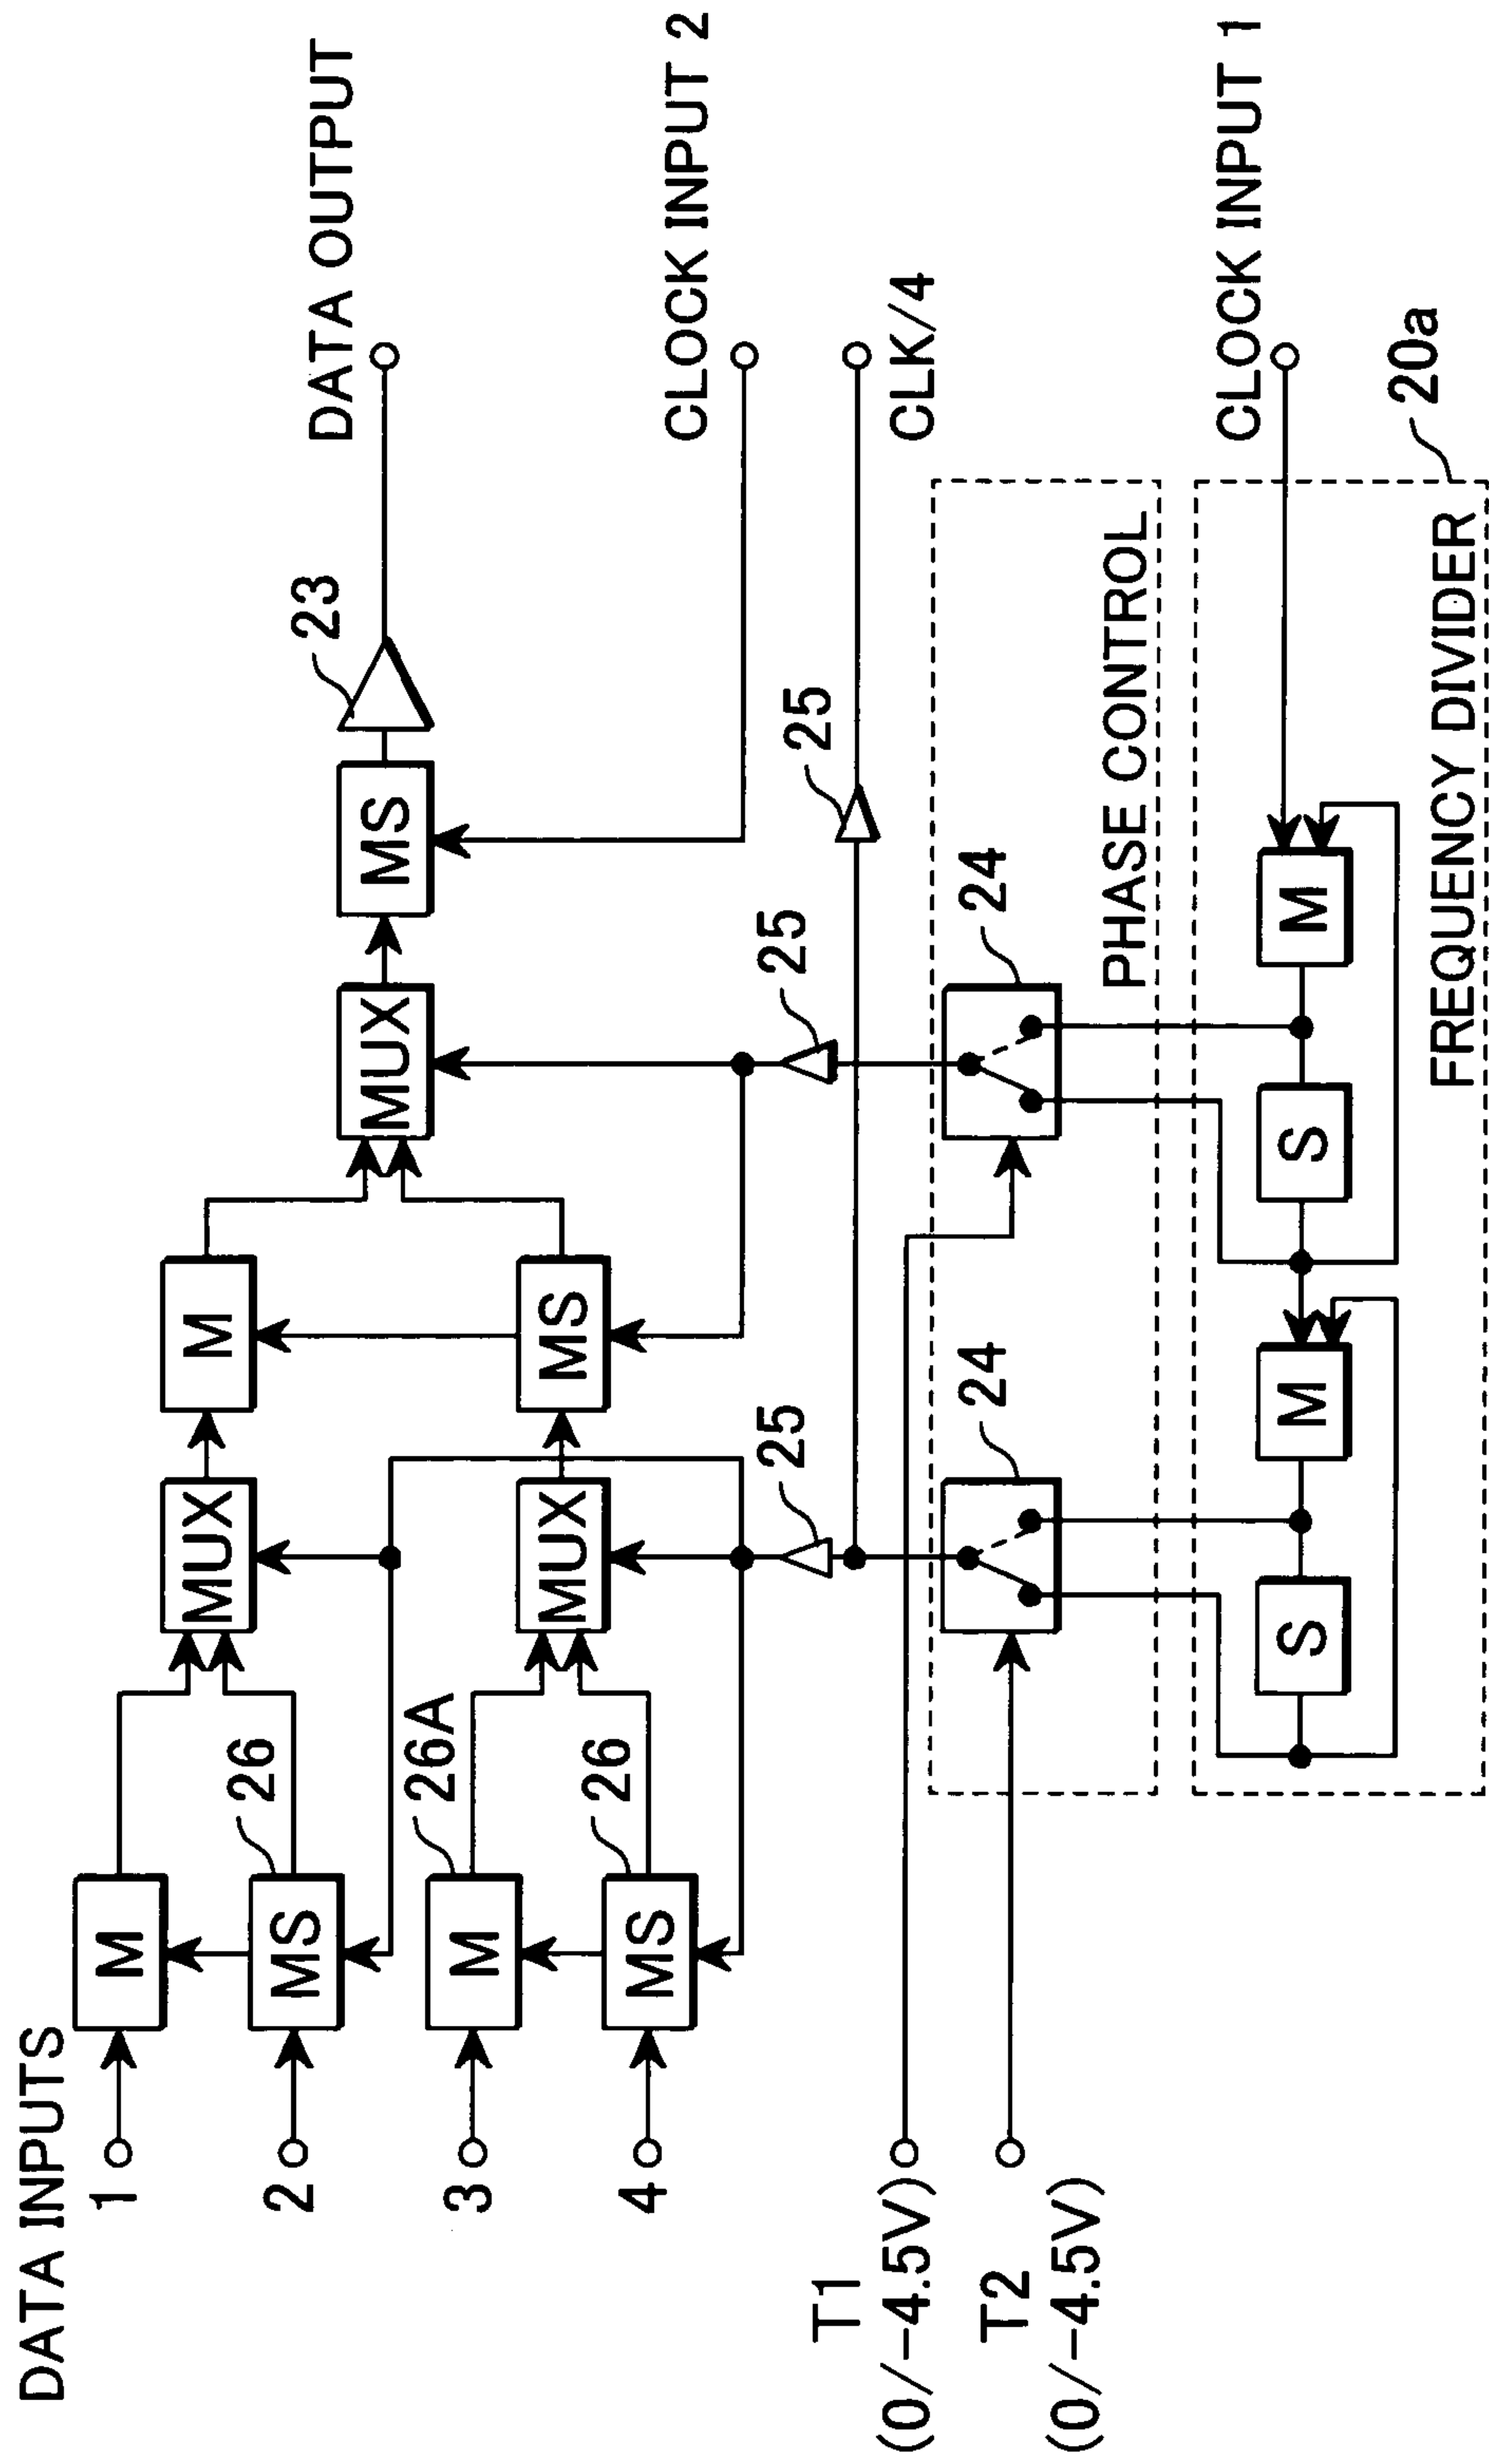 DATA INPUTS
1
2
3
4
M
MS
26
M
26A
MS
26
MUX
MUX
M
MS
MUX
MS
23
DATA OUTPUT
CLOCK INPUT 2
25
CLK/4
25
25
T1
(0/-4.5V)
T2
(0/-4.5V)
24
24
PHASE CONTROL
S
M
S
M
FREQUENCY DIVIDER
CLOCK INPUT 1
20a